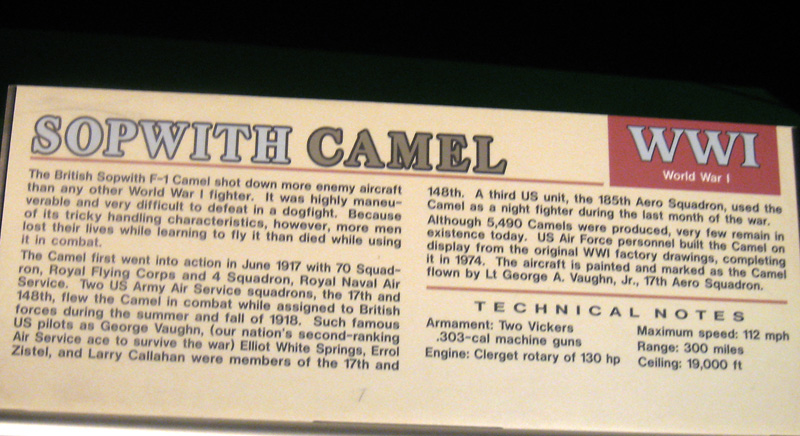 SOPWITH CAMEL
WWI
World War I
The British Sopwith F-1 Camel shot down more enemy aircraft
than any other World War I fighter. It was highly maneu-
verable and very difficult to defeat in a dogfight. Because
of its tricky handling characteristics, however, more men
lost their lives while learning to fly it than died while using
it in combat.
The Camel first went into action in June 1917 with 70 Squad-
ron, Royal Flying Corps and 4 Squadron, Royal Naval Air
Service. Two US Army Air Service squadrons, the 17th and
148th, flew the Camel in combat while assigned to British
forces during the summer and fall of 1918. Such famous
US pilots as George Vaughn, (our nation's second-ranking
Air Service ace to survive the war) Elliot White Springs, Errol
Zistel, and Larry Callahan were members of the 17th and
148th. A third US unit, the 185th Aero Squadron, used the
Camel as a night fighter during the last month of the war.
Although 5,490 Camels were produced, very few remain in
existence today. US Air Force personnel built the Camel on
display from the original WWI factory drawings, completing
it in 1974. The aircraft is painted and marked as the Camel
flown by Lt George A. Vaughn, Jr., 17th Aero Squadron.
TECHNICAL NOTES
Armament: Two Vickers
.303-cal machine guns
Engine: Clerget rotary of 130 hp
Maximum speed: 112 mph
Range: 300 miles
Ceiling: 19,000 ft